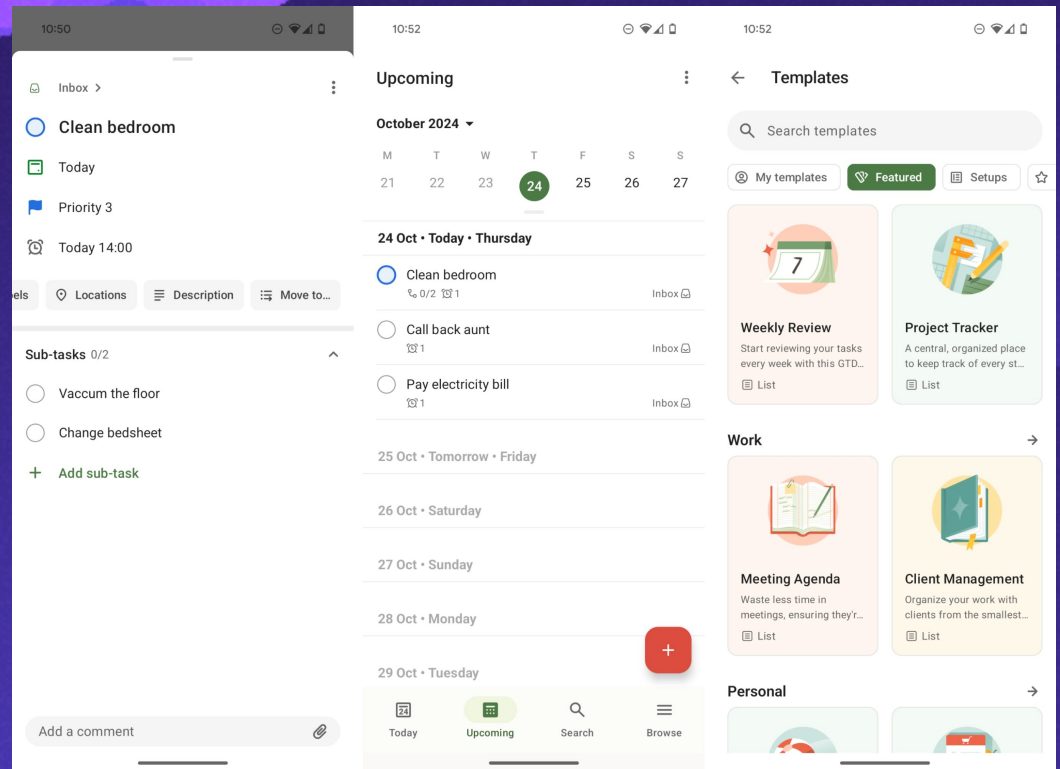 10:50
Inbox >
Clean bedroom
Today
Priority 3
Today 14:00
els Locations Description Move to...
Sub-tasks 0/2
Vaccum the floor
Change bedsheet
+ Add sub-task
Add a comment
10:52
Upcoming
October 2024
M T W T F S S
21 22 23 24 25 26 27
24 Oct • Today • Thursday
Clean bedroom
0/2 1
Inbox
Call back aunt
1
Inbox
Pay electricity bill
1
Inbox
25 Oct • Tomorrow • Friday
26 Oct • Saturday
27 Oct • Sunday
28 Oct • Monday
+
29 Oct • Tuesday
24
Today Upcoming Search Browse
10:52
Templates
Search templates
My templates Featured Setups
7
Weekly Review
Start reviewing your tasks
every week with this GTD...
List
Project Tracker
A central, organized place
to keep track of every st...
List
Work
Meeting Agenda
Waste less time in
meetings, ensuring they'r...
List
Client Management
Organize your work with
clients from the smallest...
List
Personal